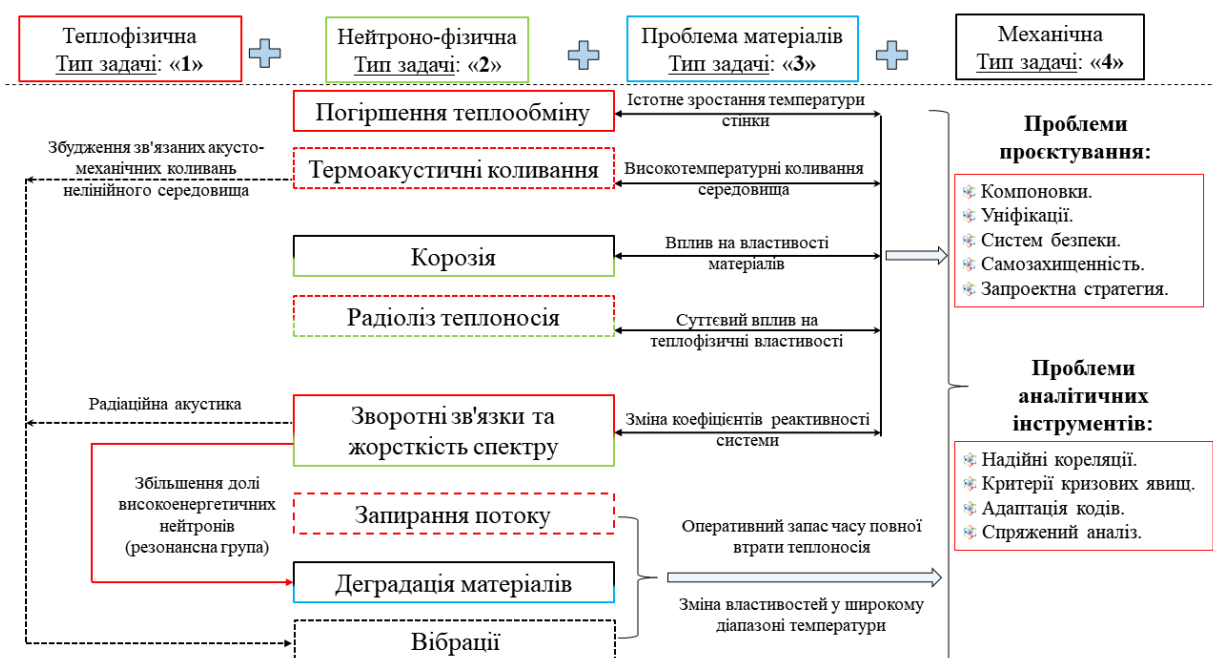 Теплофізична
Тип задачі: «1»
Нейтроно-фізична
Тип задачі: «2»
Проблема матеріалів
Тип задачі: «3»
Механічна
Тип задачі: «4»
Погіршення теплообміну
Істотне зростання температури
стінки
Збудження зв'язаних акусто-
механічних коливань
нелінійного середовища
Термоакустичні коливання
Високотемпературні коливання
середовища
Корозія
Вплив на властивості
матеріалів
Радіоліз теплоносія
Суттєвий вплив на
теплофізичні властивості
Радіаційна акустика
Зворотні зв'язки та
жорсткість спектру
Зміна коефіцієнтів реактивності
системи
Збільшення долі
високоенергетичних
нейтронів
(резонансна група)
Запирання потоку
Деградація матеріалів
Вібрації
Оперативний запас часу повної
втрати теплоносія
Зміна властивостей у широкому
діапазоні температури
Проблеми
проєктування:
Компоновки.
Уніфікації.
Систем безпеки.
Самозахищенність.
Запроектна стратегия.
Проблеми
аналітичних
інструментів:
Надійні кореляції.
Критерії кризових явищ.
Адаптація кодів.
Спряжений аналіз.